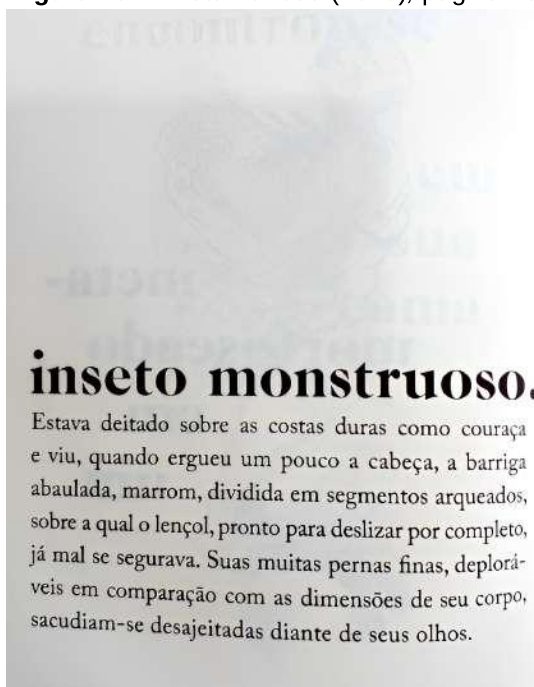 inseto monstruoso.
Estava deitado sobre as costas duras como couraça
e viu, quando ergueu um pouco a cabeça, a barriga
abaulada, marrom, dividida em segmentos arqueados,
sobre a qual o lençol, pronto para deslizar por completo,
já mal se segurava. Suas muitas pernas finas, deplorá-
veis em comparação com as dimensões de seu corpo,
sacudiam-se desajeitadas diante de seus olhos.